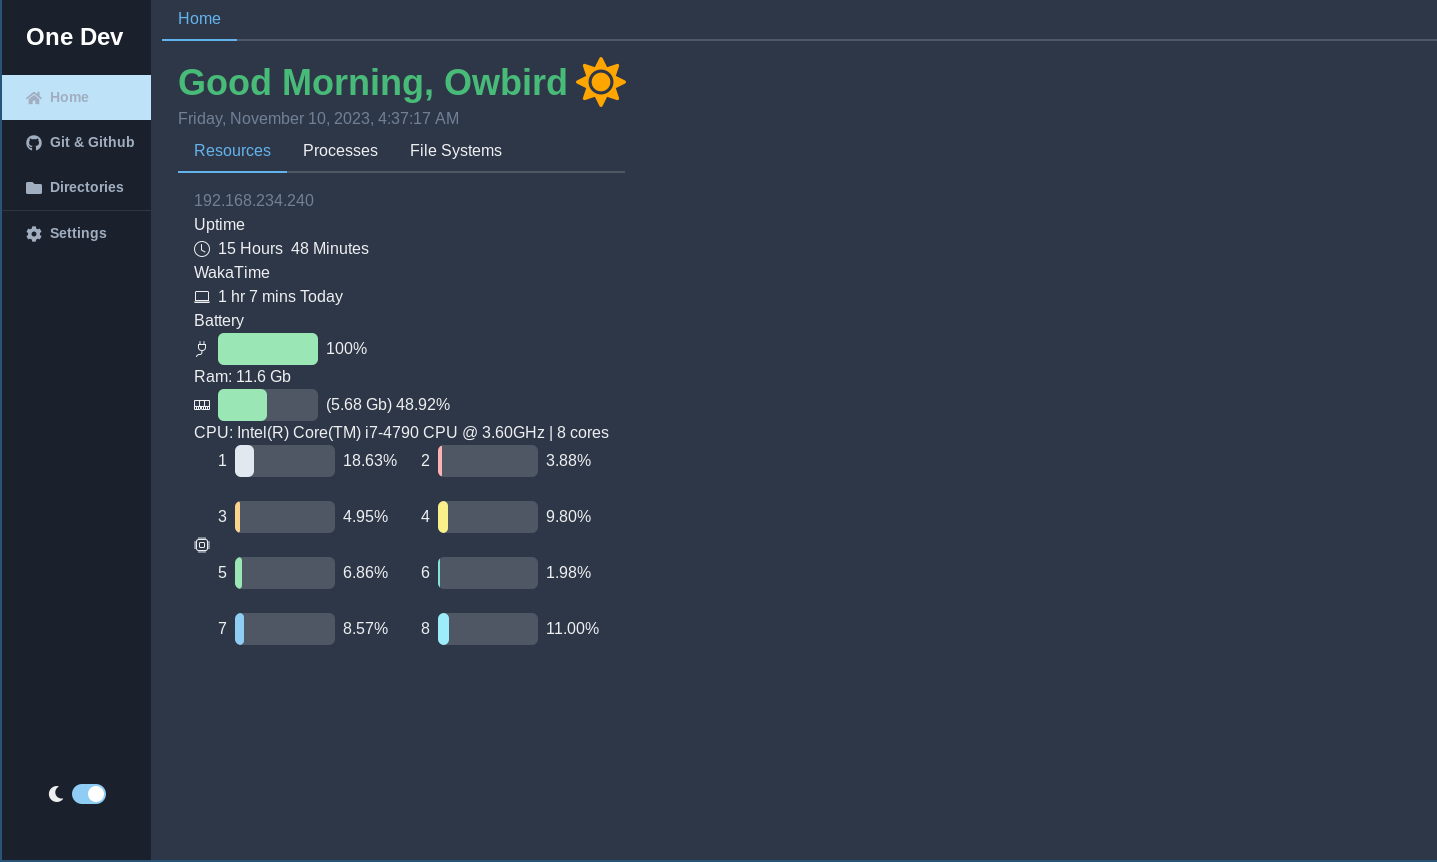 One Dev
Home
Git & Github
Directories
Settings
Home
Good Morning, Owbird
Friday, November 10, 2023, 4:37:17 AM
Resources Processes File Systems
192.168.234.240
Uptime
15 Hours 48 Minutes
WakaTime
1 hr 7 mins Today
Battery
100%
Ram: 11.6 Gb
(5.68 Gb) 48.92%
CPU: Intel(R) Core(TM) i7-4790 CPU @ 3.60GHz | 8 cores
1 18.63% 2 3.88%
3 4.95% 4 9.80%
5 6.86% 6 1.98%
7 8.57% 8 11.00%